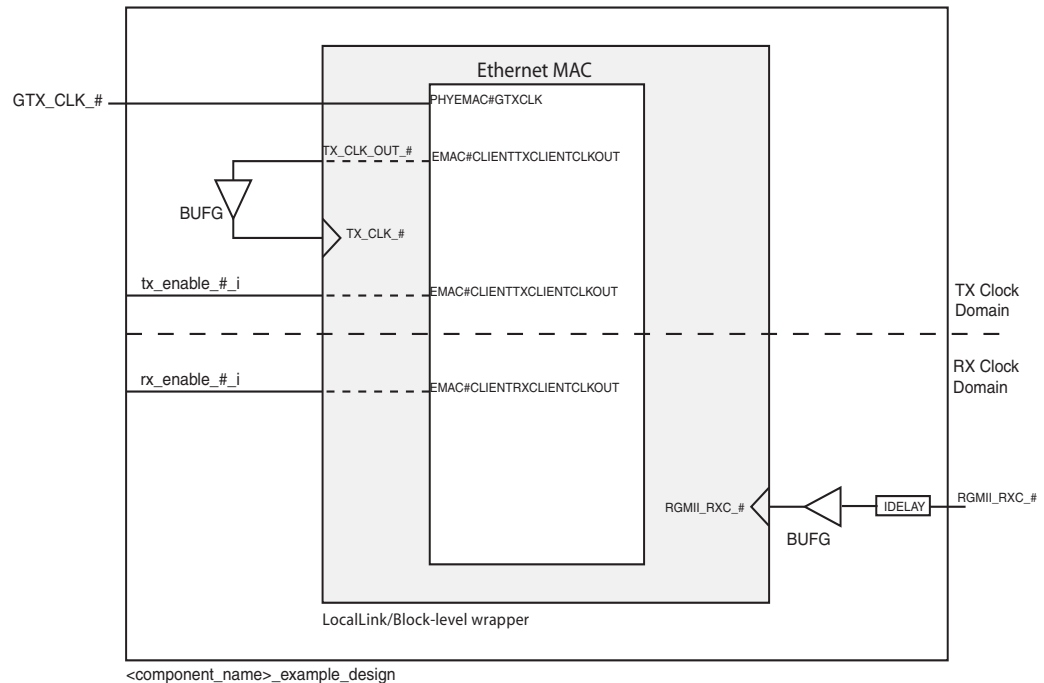 Ethernet MAC
GTX_CLK_#
PHYEMAC#GTXCLK
TX_CLK_OUT_#
EMAC#CLIENTTXCLIENTCLKOUT
BUFG
TX_CLK_#
tx_enable_#_i
EMAC#CLIENTTXCLIENTCLKOUT
TX Clock
Domain
rx_enable_#_i
EMAC#CLIENTRXCLIENTCLKOUT
RX Clock
Domain
RGMII_RXC_#
BUFG
IDELAY
RGMII_RXC_#
LocalLink/Block-level wrapper
<component_name>_example_design